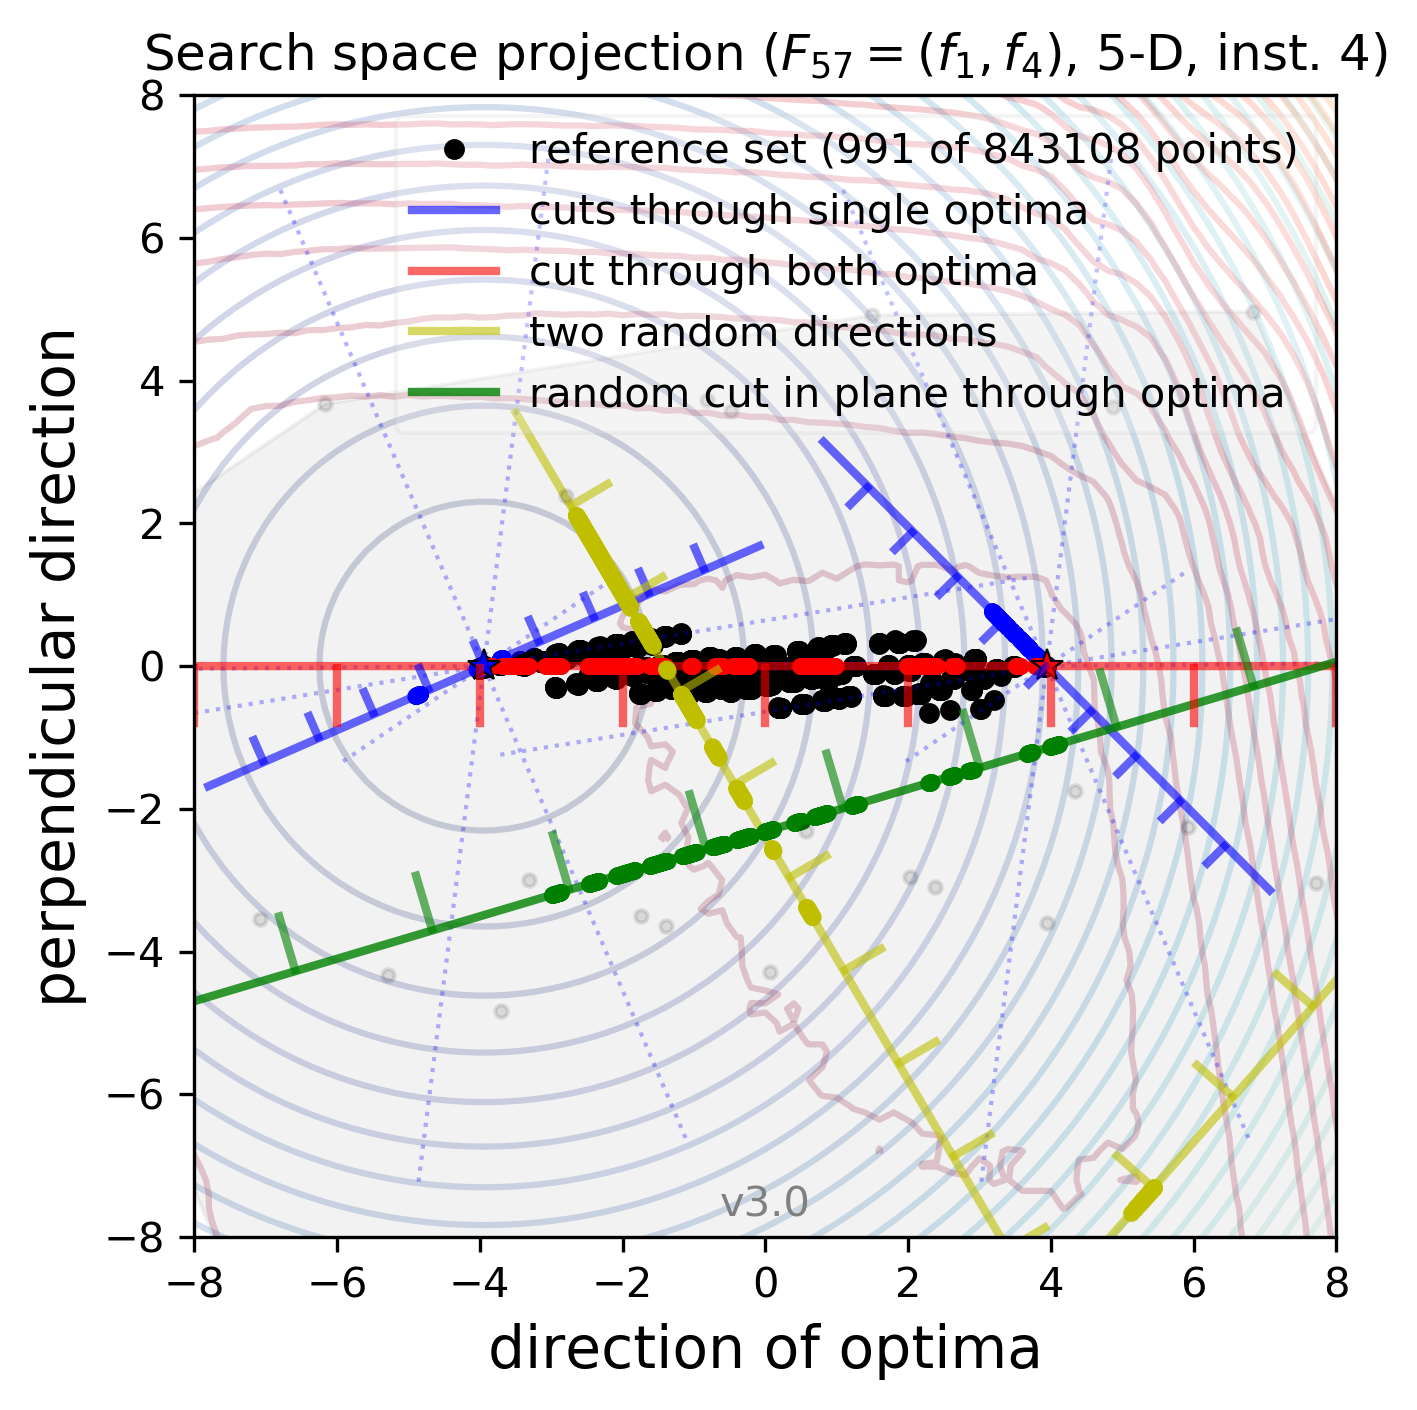 Search space projection (F57 = (f1, f4), 5-D, inst. 4)
reference set (991 of 843108 points)
cuts through single optima
cut through both optima
two random directions
random cut in plane through optima
perpendicular direction
8
6
4
2
0
−2
−4
−6
−8
v3.0
−8 −6 −4 −2 0 2 4 6 8
direction of optima